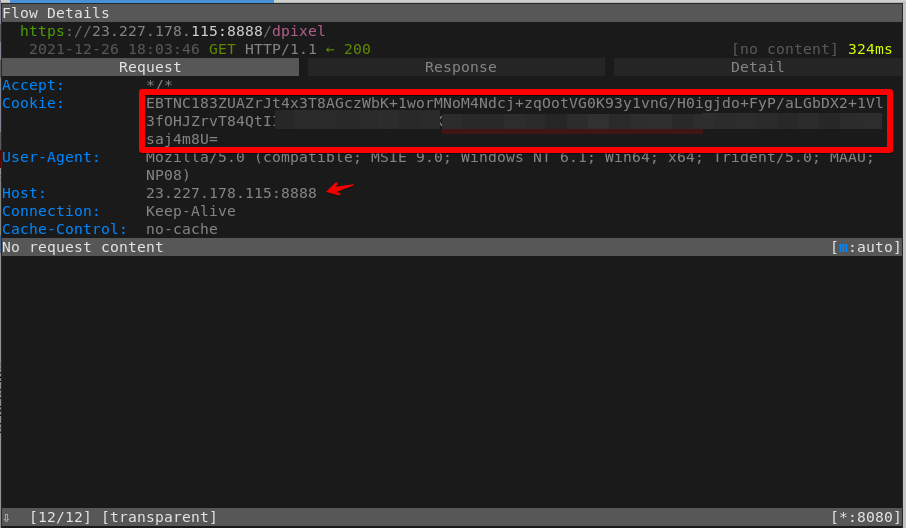 Flow Details
https://23.227.178.115:8888/dpixel
2021-12-26 18:03:46 GET HTTP/1.1 ← 200 [no content] 324ms
Request Response Detail
Accept: */*
Cookie: EBTNC183ZUAZrJt4x3T8AGczWbK+1worMNoM4Ndcj+zqOotVG0K93y1vnG/H0igjdo+FyP/aLGbDX2+1Vl
3fOHJZrvT84QtI
saj4m8U=
User-Agent: Mozilla/5.0 (compatible; MSIE 9.0; Windows NT 6.1; Win64; x64; Trident/5.0; MAAU;
NP08)
Host: 23.227.178.115:8888
Connection: Keep-Alive
Cache-Control: no-cache
No request content [m:auto]
⇩ [12/12] [transparent] [*:8080]